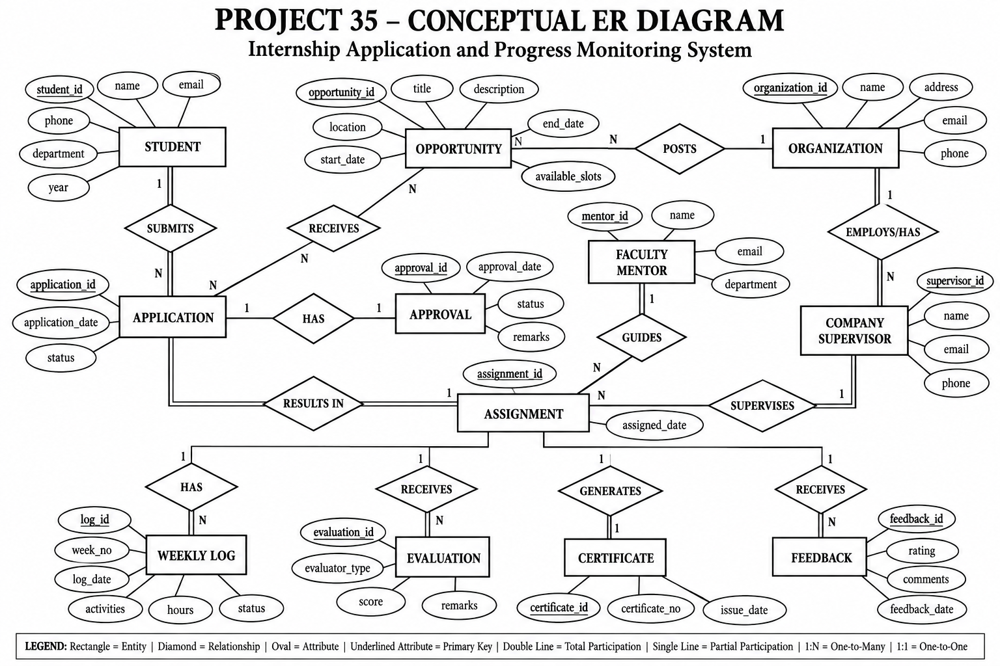 PROJECT 35 – CONCEPTUAL ER DIAGRAM
Internship Application and Progress Monitoring System
student_id
name
email
phone
department
year
STUDENT
1
SUBMITS
N
opportunity_id
title
description
location
start_date
end_date
available_slots
OPPORTUNITY
N
N
POSTS
1
organization_id
name
address
email
phone
ORGANIZATION
1
EMPLOYS/HAS
N
N
RECEIVES
N
N
mentor_id
name
email
department
FACULTY
MENTOR
1
GUIDES
N
application_id
application_date
status
APPLICATION
1
HAS
1
approval_id
approval_date
status
remarks
APPROVAL
supervisor_id
name
email
phone
COMPANY
SUPERVISOR
1
SUPERVISES
N
RESULTS IN
1
assignment_id
assigned_date
ASSIGNMENT
1
HAS
N
1
RECEIVES
N
1
GENERATES
1
1
RECEIVES
N
log_id
week_no
log_date
activities
hours
status
WEEKLY LOG
evaluation_id
evaluator_type
score
remarks
EVALUATION
CERTIFICATE
certificate_id
certificate_no
issue_date
FEEDBACK
feedback_id
rating
comments
feedback_date
LEGEND: Rectangle = Entity | Diamond = Relationship | Oval = Attribute | Underlined Attribute = Primary Key | Double Line = Total Participation | Single Line = Partial Participation | 1:N = One-to-Many | 1:1 = One-to-One